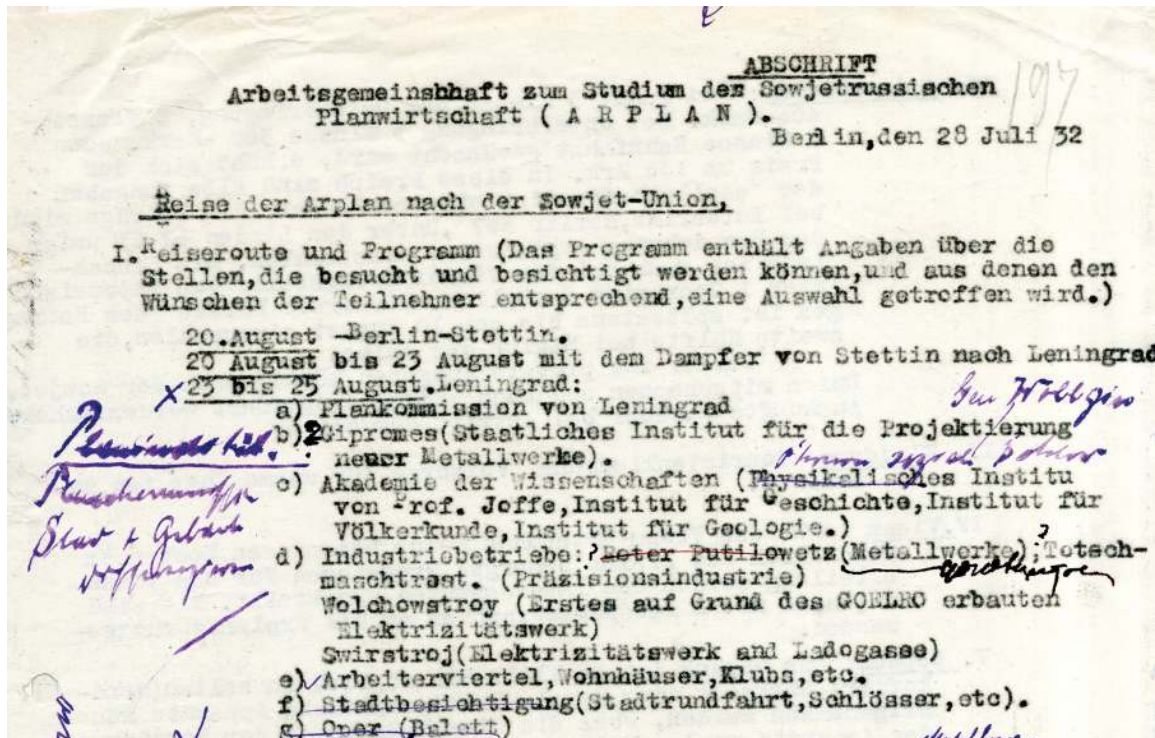 ABSCHRIFT
197
Arbeitsgemeinshhaft zum Studium der Sowjetrussischen
Planwirtschaft ( A R P L A N ).
Berlin,den 28 Juli 32
Reise der Arplan nach der Sowjet-Union,
I. Reiseroute und Programm (Das Programm enthält Angaben über die
Stellen,die besucht und besichtigt werden können,und aus denen den
Wünschen der Teilnehmer entsprechend,eine Auswahl getroffen wird.)
20.August -Berlin-Stettin.
20 August bis 23 August mit dem Dampfer von Stettin nach Leningrad
x 23 bis 25 August.Leningrad:
a) Plankommission von Leningrad
b)? Gipromes(Staatliches Institut für die Projektierung
neuer Metallwerke).
c) Akademie der Wissenschaften (Physikalisches Institu
von Prof. Joffe,Institut für Geschichte,Institut für
Völkerkunde,Institut für Geologie.)
d) Industriebetriebe:? Roter Putilowetz(Metallwerke);? Totsch-
maschtrast. (Präzisionsindustrie)
Wolchowstroy (Erstes auf Grund des GOELRO erbauten
Elektrizitätswerk)
Swirstroj(Elektrizitätswerk and Ladogasse)
e) Arbeiterviertel,Wohnhäuser,Klubs,etc.
f) Stadtbesichtigung(Stadtrundfahrt,Schlösser,etc).
g) Oper (Balett)